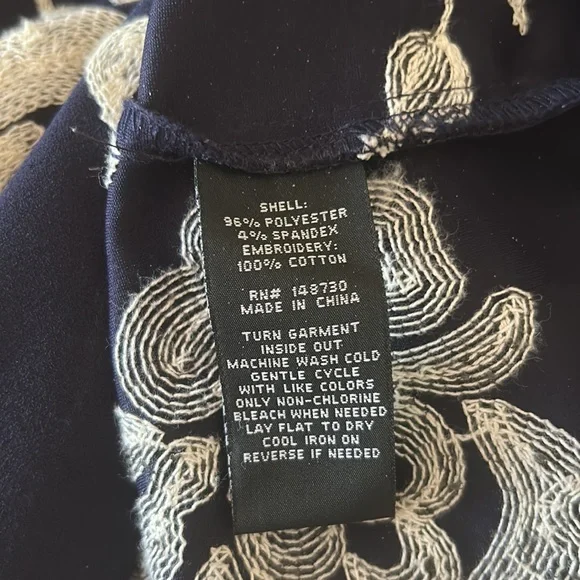 SHELL:
96% POLYESTER
4% SPANDEX
EMBROIDERY:
100% COTTON
RN# 148730
MADE IN CHINA
TURN GARMENT
INSIDE OUT
MACHINE WASH COLD
GENTLE CYCLE
WITH LIKE COLORS
ONLY NON-CHLORINE
BLEACH WHEN NEEDED
LAY FLAT TO DRY
COOL IRON ON
REVERSE IF NEEDED